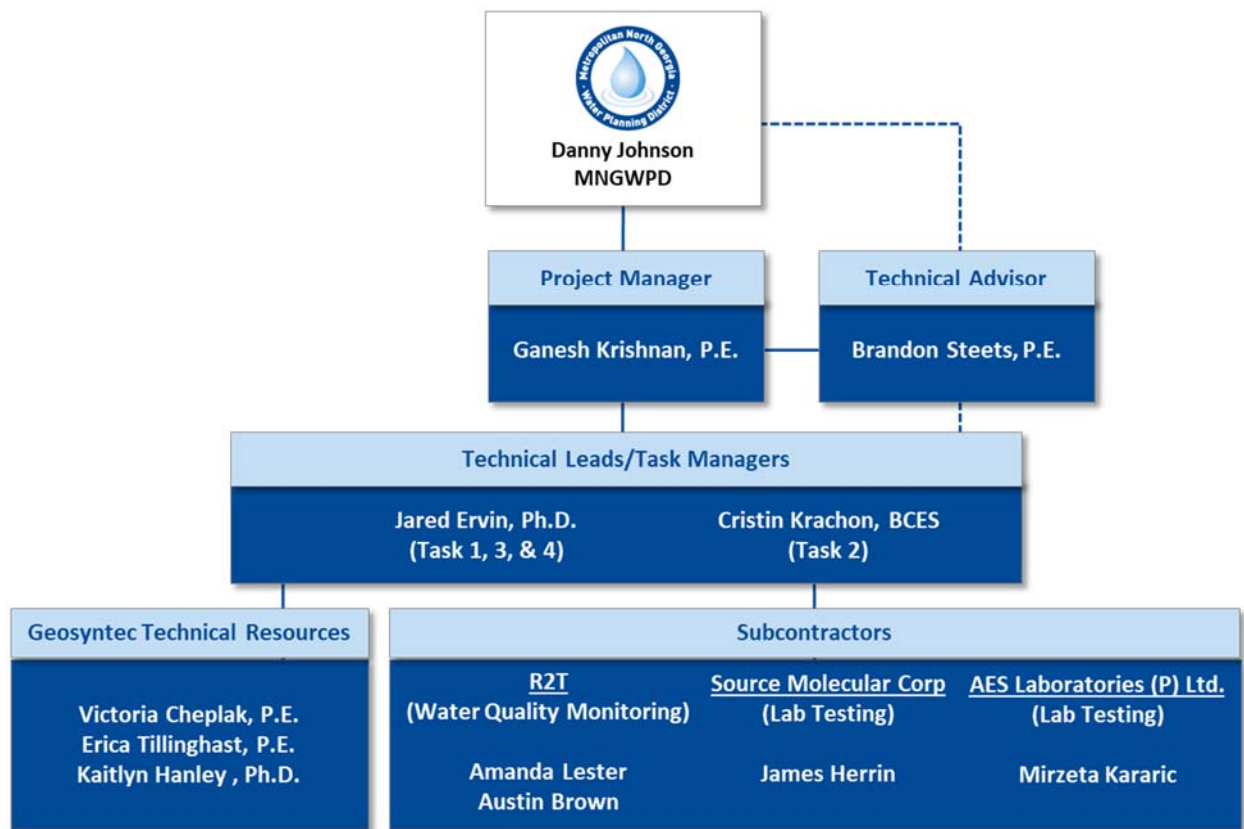 Metropolitan North Georgia
Water Planning District
Danny Johnson
MNGWPD
Project Manager
Ganesh Krishnan, P.E.
Technical Advisor
Brandon Steets, P.E.
Technical Leads/Task Managers
Jared Ervin, Ph.D.
(Task 1, 3, & 4)
Cristin Krachon, BCES
(Task 2)
Geosyntec Technical Resources
Victoria Cheplak, P.E.
Erica Tillinghast, P.E.
Kaitlyn Hanley , Ph.D.
Subcontractors
R2T
(Water Quality Monitoring)
Amanda Lester
Austin Brown
Source Molecular Corp
(Lab Testing)
James Herrin
AES Laboratories (P) Ltd.
(Lab Testing)
Mirzeta Kararic